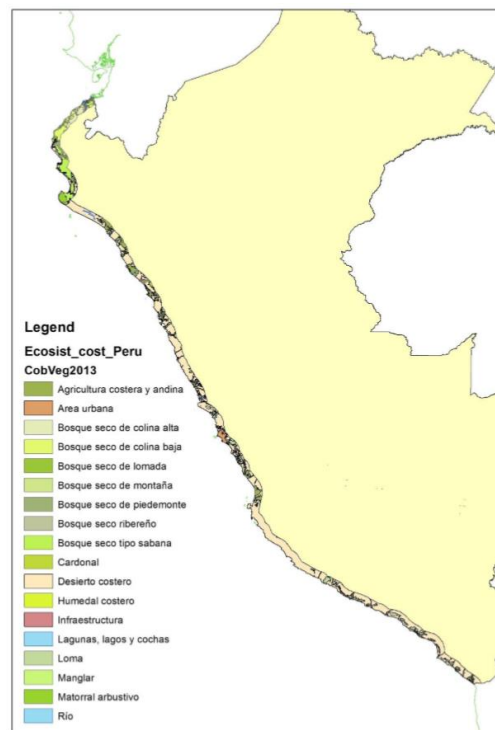 Legend
Ecosist_cost_Peru
CobVeg2013
Agricultura costera y andina
Area urbana
Bosque seco de colina alta
Bosque seco de colina baja
Bosque seco de lomada
Bosque seco de montaña
Bosque seco de piedemonte
Bosque seco ribereño
Bosque seco tipo sabana
Cardonal
Desierto costero
Humedal costero
Infraestructura
Lagunas, lagos y cochas
Loma
Manglar
Matorral arbustivo
Río